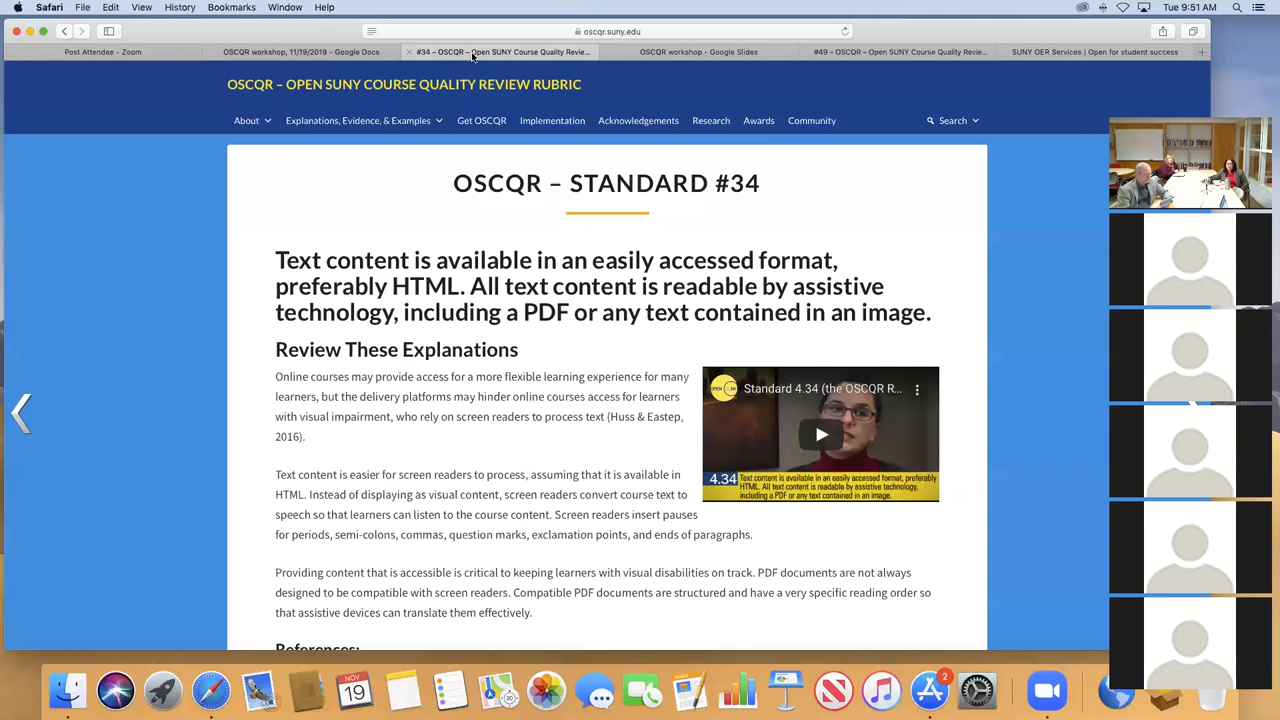 Safari File Edit View History Bookmarks Window Help Tue 9:51 AM
oscqr.suny.edu
Post Attendee - Zoom
OSCQR workshop, 11/19/2019 - Google Docs
#34 – OSCQR – Open SUNY Course Quality Revie...
OSCQR workshop - Google Slides
#49 – OSCQR – Open SUNY Course Quality Revie...
SUNY OER Services | Open for student success
OSCQR – OPEN SUNY COURSE QUALITY REVIEW RUBRIC
About Explanations, Evidence, & Examples Get OSCQR Implementation Acknowledgements Research Awards Community Search
OSCQR – STANDARD #34
Text content is available in an easily accessed format,
preferably HTML. All text content is readable by assistive
technology, including a PDF or any text contained in an image.
Review These Explanations
Online courses may provide access for a more flexible learning experience for many
learners, but the delivery platforms may hinder online courses access for learners
with visual impairment, who rely on screen readers to process text (Huss & Eastep,
2016).
Standard 4.34 (the OSCQR R...
OPEN SUNY
4.34
Text content is available in an easily accessed format, preferably
HTML. All text content is readable by assistive technology,
including a PDF or any text contained in an image.
Text content is easier for screen readers to process, assuming that it is available in
HTML. Instead of displaying as visual content, screen readers convert course text to
speech so that learners can listen to the course content. Screen readers insert pauses
for periods, semi-colons, commas, question marks, exclamation points, and ends of paragraphs.
Providing content that is accessible is critical to keeping learners with visual disabilities on track. PDF documents are not always
designed to be compatible with screen readers. Compatible PDF documents are structured and have a very specific reading order so
that assistive devices can translate them effectively.
References:
NOV
19
2